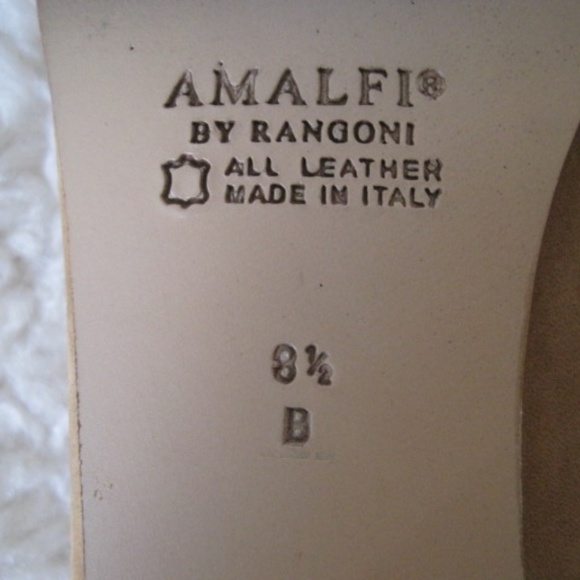 AMALFI®
BY RANGONI
ALL LEATHER
MADE IN ITALY
8½
B